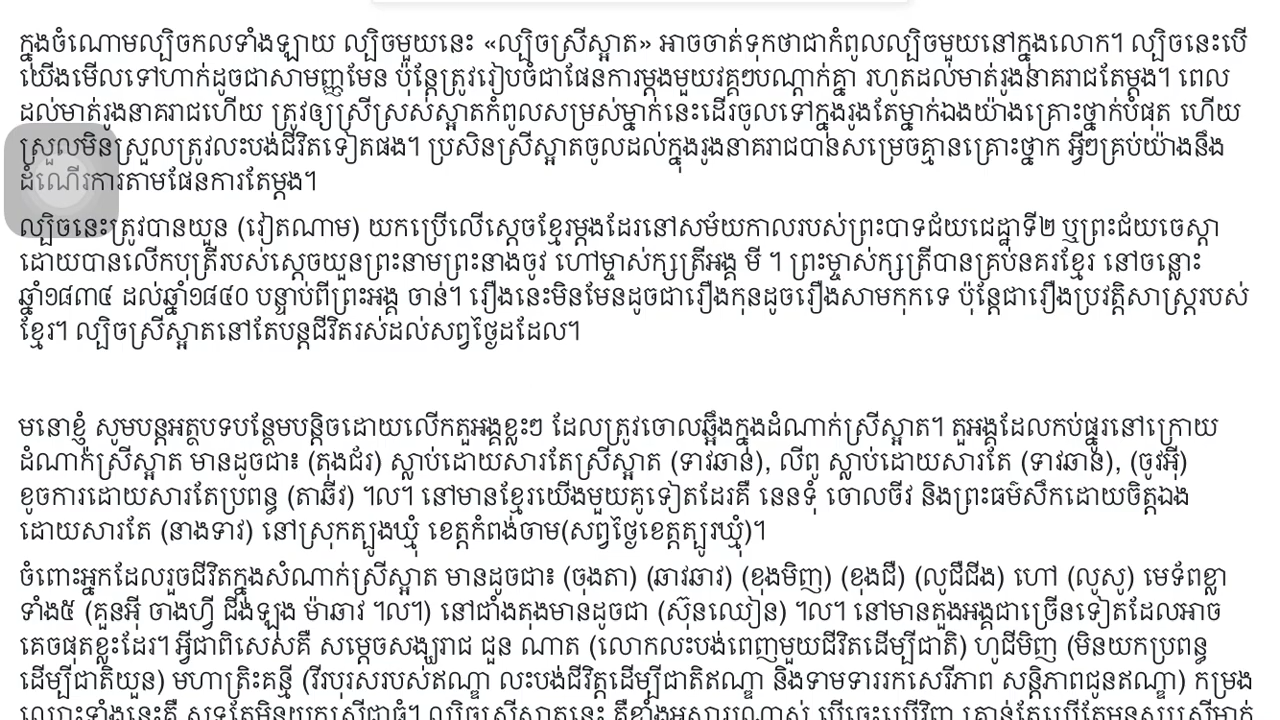 ក្នុងចំណោមល្បិចកលទាំងឡាយ ល្បិចមួយនេះ «ល្បិចស្រីស្អាត» អាចចាត់ទុកថាជាកំពូលល្បិចមួយនៅក្នុងលោក។ ល្បិចនេះបើ
យើងមើលទៅហាក់ដូចជាសាមញ្ញមែន ប៉ុន្តែត្រូវរៀបចំជាផែនការម្ដងមួយវគ្គៗបណ្ដាក់គ្នា រហូតដល់មាត់រូងនាគរាជតែម្ដង។ ពេល
ដល់មាត់រូងនាគរាជហើយ ត្រូវឲ្យស្រីស្រស់ស្អាតកំពូលសម្រស់ម្នាក់នេះដើរចូលទៅក្នុងរូងតែម្នាក់ឯងយ៉ាងគ្រោះថ្នាក់បំផុត ហើយ
ស្រួលមិនស្រួលត្រូវលះបង់ជីវិតទៀតផង។ ប្រសិនស្រីស្អាតចូលដល់ក្នុងរូងនាគរាជបានសម្រេចគ្មានគ្រោះថ្នាក អ្វីៗគ្រប់យ៉ាងនឹង
ដំណើរការតាមផែនការតែម្ដង។
ល្បិចនេះត្រូវបានយួន (វៀតណាម) យកប្រើលើស្ដេចខ្មែរម្ដងដែរនៅសម័យកាលរបស់ព្រះបាទជ័យជេដ្ឋាទី២ ឬព្រះជ័យចេស្ដា
ដោយបានលើកបុត្រីរបស់ស្ដេចយួនព្រះនាមព្រះនាងចូវ ហៅម្ចាស់ក្សត្រីអង្គ មី ។ ព្រះម្ចាស់ក្សត្រីបានគ្រប់នគរខ្មែរ នៅចន្លោះ
ឆ្នាំ១៨៣៤ ដល់ឆ្នាំ១៨៤០ បន្ទាប់ពីព្រះអង្គ ចាន់។ រឿងនេះមិនមែនដូចជារឿងកុនដូចរឿងសាមកុកទេ ប៉ុន្តែជារឿងប្រវត្តិសាស្ត្ររបស់
ខ្មែរ។ ល្បិចស្រីស្អាតនៅតែបន្តជីវិតរស់ដល់សព្វថ្ងៃដដែល។
មនោខ្ញុំ សូមបន្តអត្ថបទបន្ថែមបន្តិចដោយលើកតួអង្គខ្លះៗ ដែលត្រូវចោលឆ្អឹងក្នុងដំណាក់ស្រីស្អាត។ តួអង្គដែលកប់ផ្នូរនៅក្រោយ
ដំណាក់ស្រីស្អាត មានដូចជា៖ (តុងជ័រ) ស្លាប់ដោយសារតែស្រីស្អាត (ទាវឆាន់), លីពូ ស្លាប់ដោយសារតែ (ទាវឆាន់), (ចូវអ៊ី)
ខូចការដោយសារតែប្រពន្ធ (តាឆីវ) ។ល។ នៅមានខ្មែរយើងមួយគូទៀតដែរគឺ នេនទុំ ចោលចីវ និងព្រះធម៌សឹកដោយចិត្តឯង
ដោយសារតែ (នាងទាវ) នៅស្រុកត្បូងឃ្មុំ ខេត្តកំពង់ចាម(សព្វថ្ងៃខេត្តត្បូរឃ្មុំ)។
ចំពោះអ្នកដែលរួចជីវិតក្នុងសំណាក់ស្រីស្អាត មានដូចជា៖ (ចុងតា) (ឆាវឆាវ) (ខុងមិញ) (ខុងជឺ) (លូជឺជីង) ហៅ (លូសូ) មេទ័ពខ្លា
ទាំង៥ (គួនអ៊ី ចាងហ្វី ជីងឡុង ម៉ាឆាវ ។ល។) នៅជាំងតុងមានដូចជា (ស៊ុនឈៀន) ។ល។ នៅមានតួងអង្គជាច្រើនទៀតដែលអាច
គេចផុតខ្លះដែរ។ អ្វីជាពិសេសគឺ សម្ដេចសង្ឃរាជ ជួន ណាត (លោកលះបង់ពេញមួយជីវិតដើម្បីជាតិ) ហូជីមិញ (មិនយកប្រពន្ធ
ដើម្បីជាតិយួន) មហាត្រិះគន្ធី (វីរបុរសរបស់ឥណ្ឌា លះបង់ជីវិត្តដើម្បីជាតិឥណ្ឌា និងទាមទាររកសេរីភាព សន្តិភាពជូនឥណ្ឌា) កម្រង